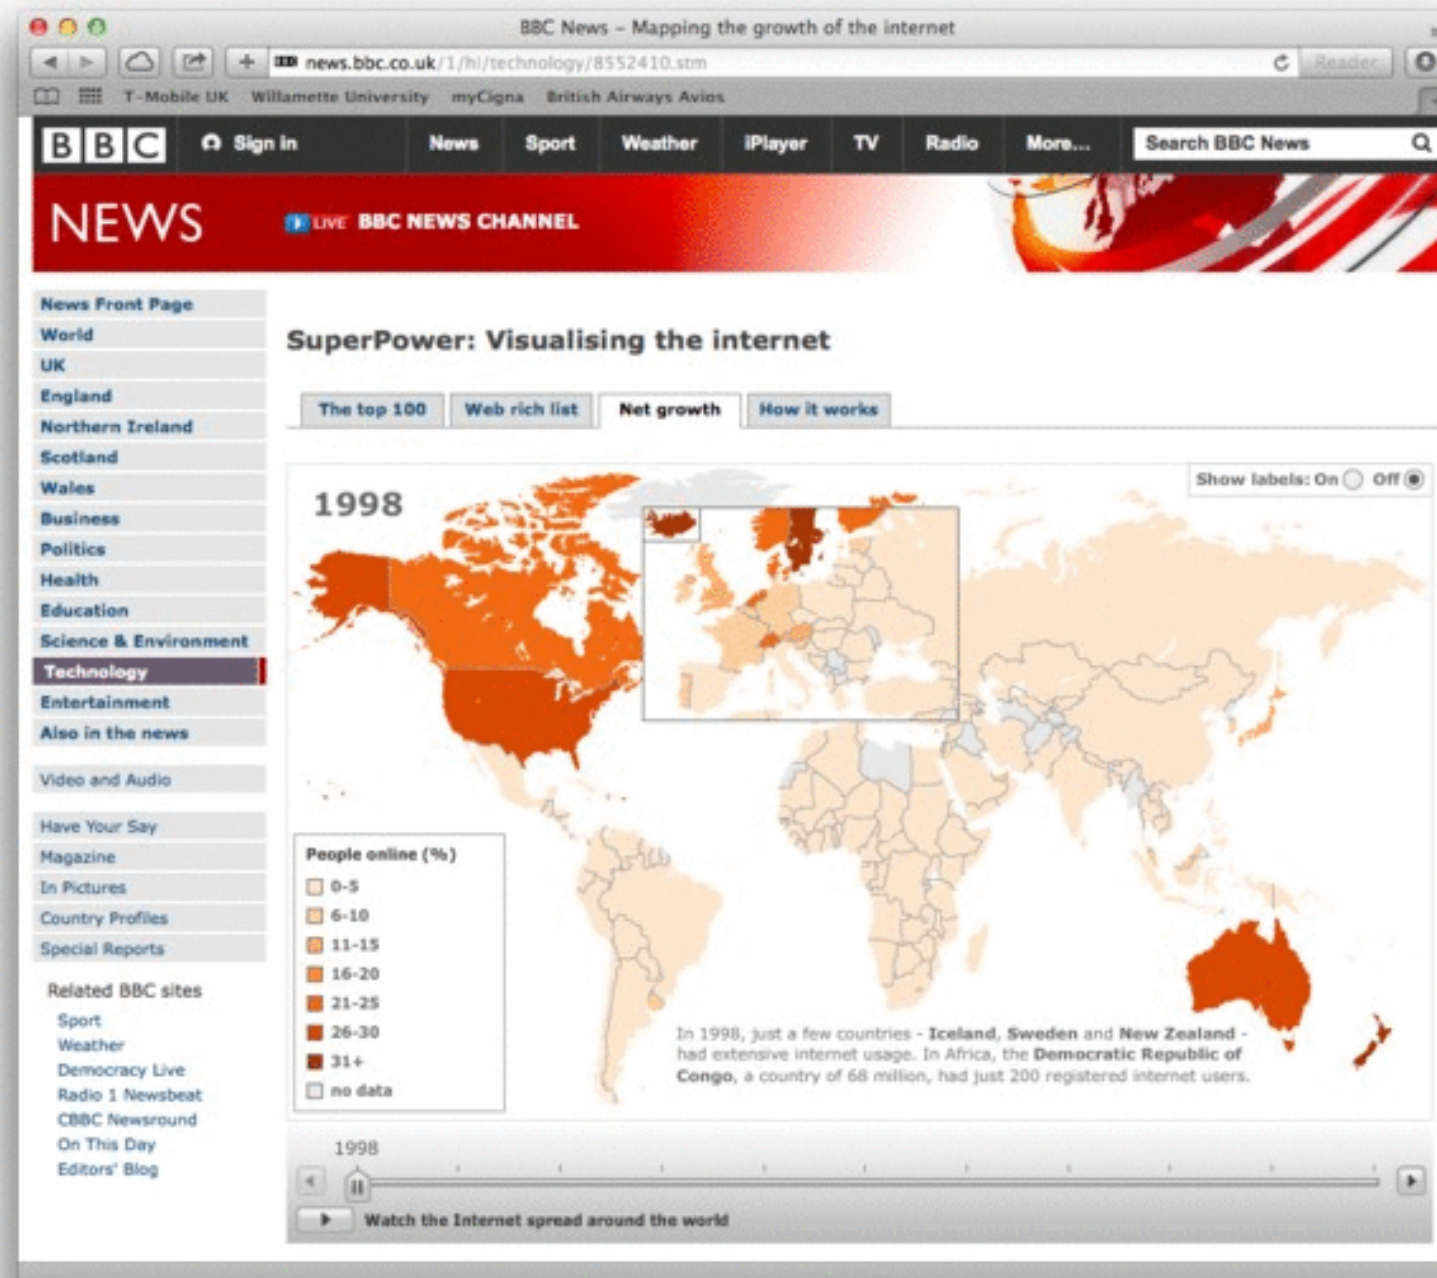 BBC News – Mapping the growth of the internet
news.bbc.co.uk/1/hi/technology/8552410.stm
Reader
T-Mobile UK Willamette University myCigna British Airways Avios
BBC Sign in News Sport Weather iPlayer TV Radio More... Search BBC News
NEWS LIVE BBC NEWS CHANNEL
News Front Page
World
UK
England
Northern Ireland
Scotland
Wales
Business
Politics
Health
Education
Science & Environment
Technology
Entertainment
Also in the news
Video and Audio
Have Your Say
Magazine
In Pictures
Country Profiles
Special Reports
Related BBC sites
Sport
Weather
Democracy Live
Radio 1 Newsbeat
CBBC Newsround
On This Day
Editors' Blog
SuperPower: Visualising the internet
The top 100 Web rich list Net growth How it works
Show labels: On Off
1998
People online (%)
0-5
6-10
11-15
16-20
21-25
26-30
31+
no data
In 1998, just a few countries - Iceland, Sweden and New Zealand -
had extensive internet usage. In Africa, the Democratic Republic of
Congo, a country of 68 million, had just 200 registered internet users.
1998
Watch the Internet spread around the world